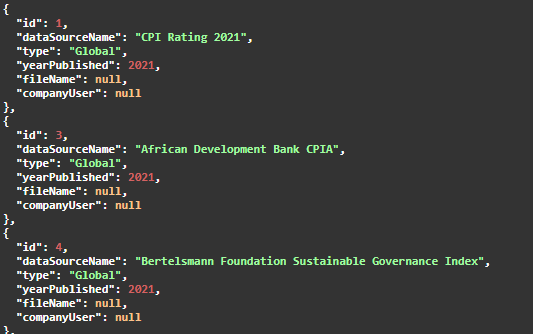 {
"id": 1,
"dataSourceName": "CPI Rating 2021",
"type": "Global",
"yearPublished": 2021,
"fileName": null,
"companyUser": null
},
{
"id": 3,
"dataSourceName": "African Development Bank CPIA",
"type": "Global",
"yearPublished": 2021,
"fileName": null,
"companyUser": null
},
{
"id": 4,
"dataSourceName": "Bertelsmann Foundation Sustainable Governance Index",
"type": "Global",
"yearPublished": 2021,
"fileName": null,
"companyUser": null
},